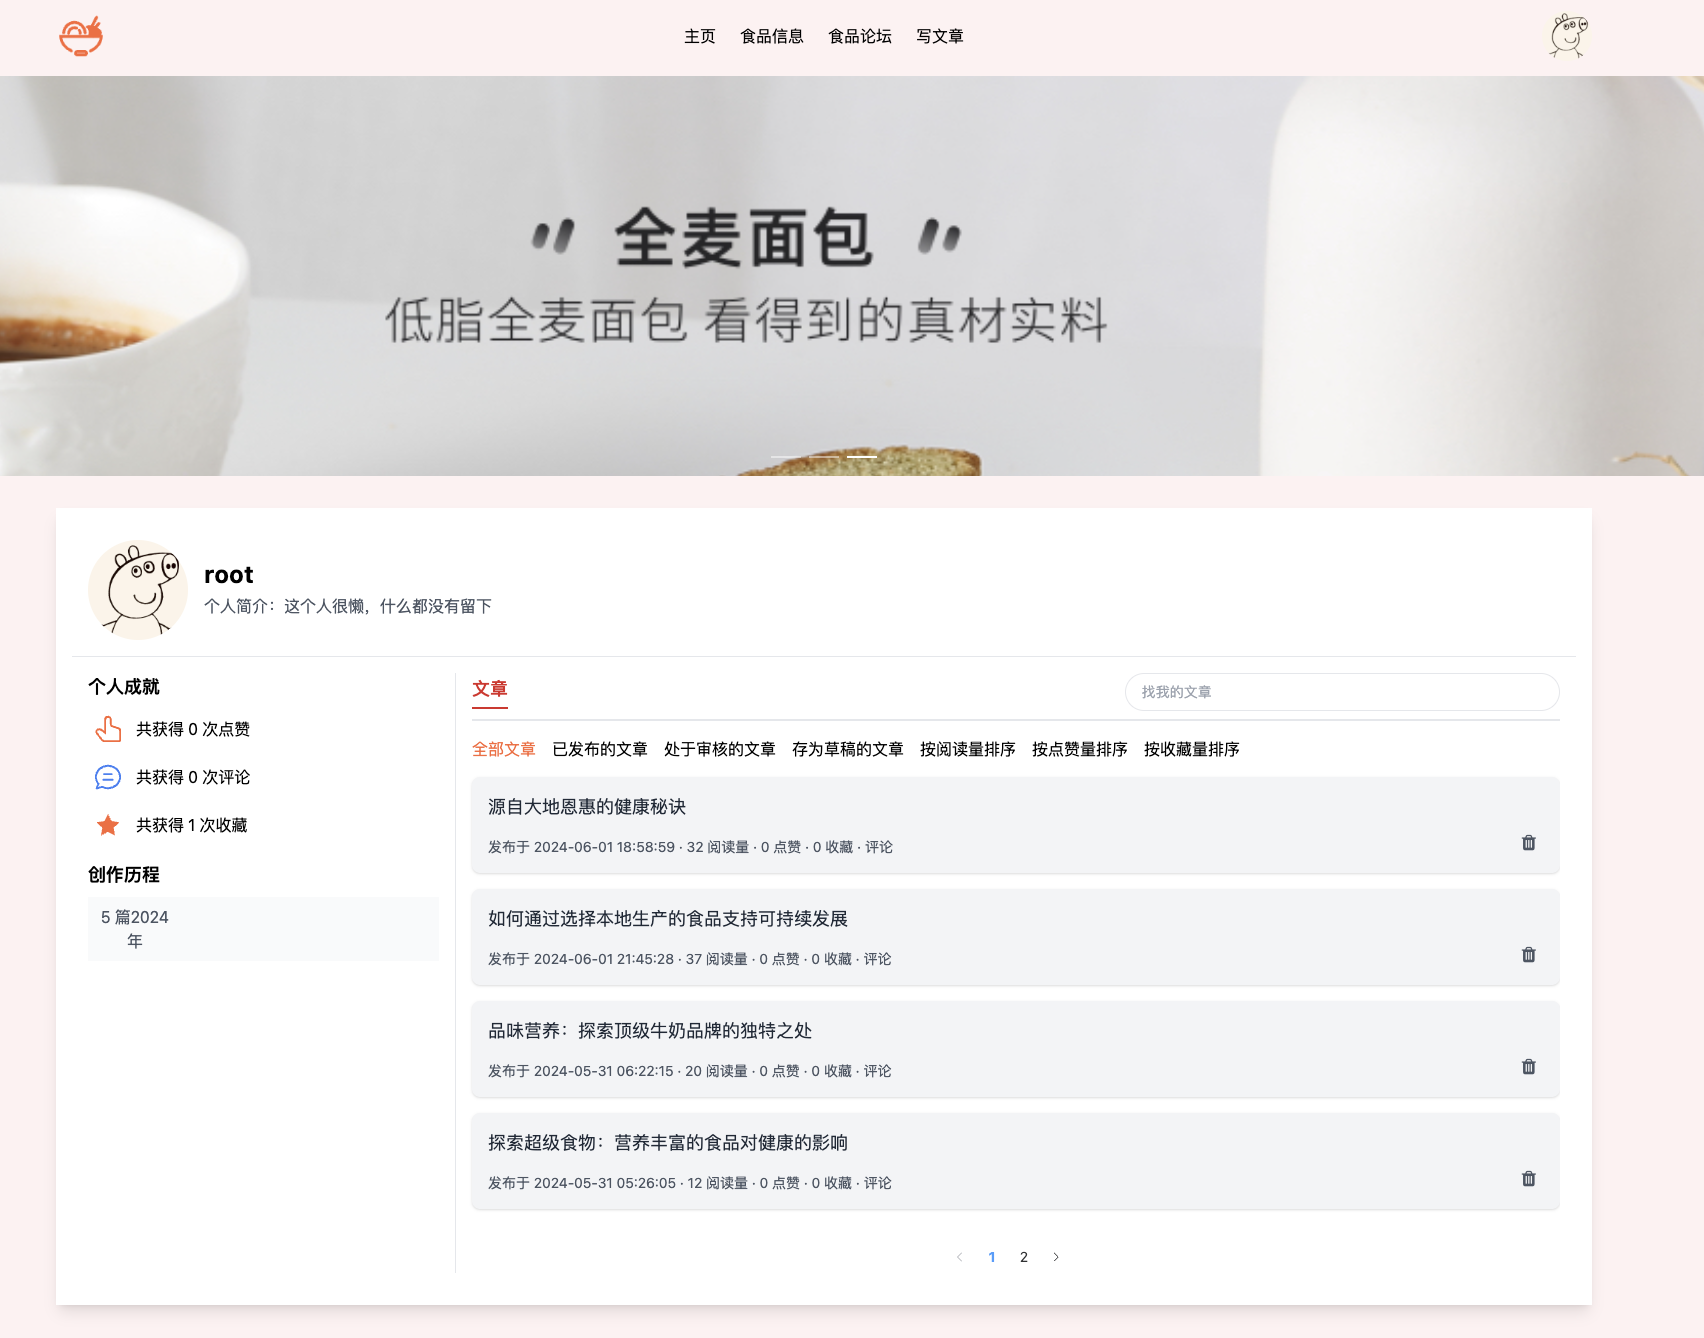 主页 食品信息 食品论坛 写文章
全麦面包
低脂全麦面包 看得到的真材实料
root
个人简介：这个人很懒，什么都没有留下
个人成就
共获得 0 次点赞
共获得 0 次评论
共获得 1 次收藏
创作历程
5 篇2024
年
文章
找我的文章
全部文章 已发布的文章 处于审核的文章 存为草稿的文章 按阅读量排序 按点赞量排序 按收藏量排序
源自大地恩惠的健康秘诀
发布于 2024-06-01 18:58:59 · 32 阅读量 · 0 点赞 · 0 收藏 · 评论
如何通过选择本地生产的食品支持可持续发展
发布于 2024-06-01 21:45:28 · 37 阅读量 · 0 点赞 · 0 收藏 · 评论
品味营养：探索顶级牛奶品牌的独特之处
发布于 2024-05-31 06:22:15 · 20 阅读量 · 0 点赞 · 0 收藏 · 评论
探索超级食物：营养丰富的食品对健康的影响
发布于 2024-05-31 05:26:05 · 12 阅读量 · 0 点赞 · 0 收藏 · 评论
1 2